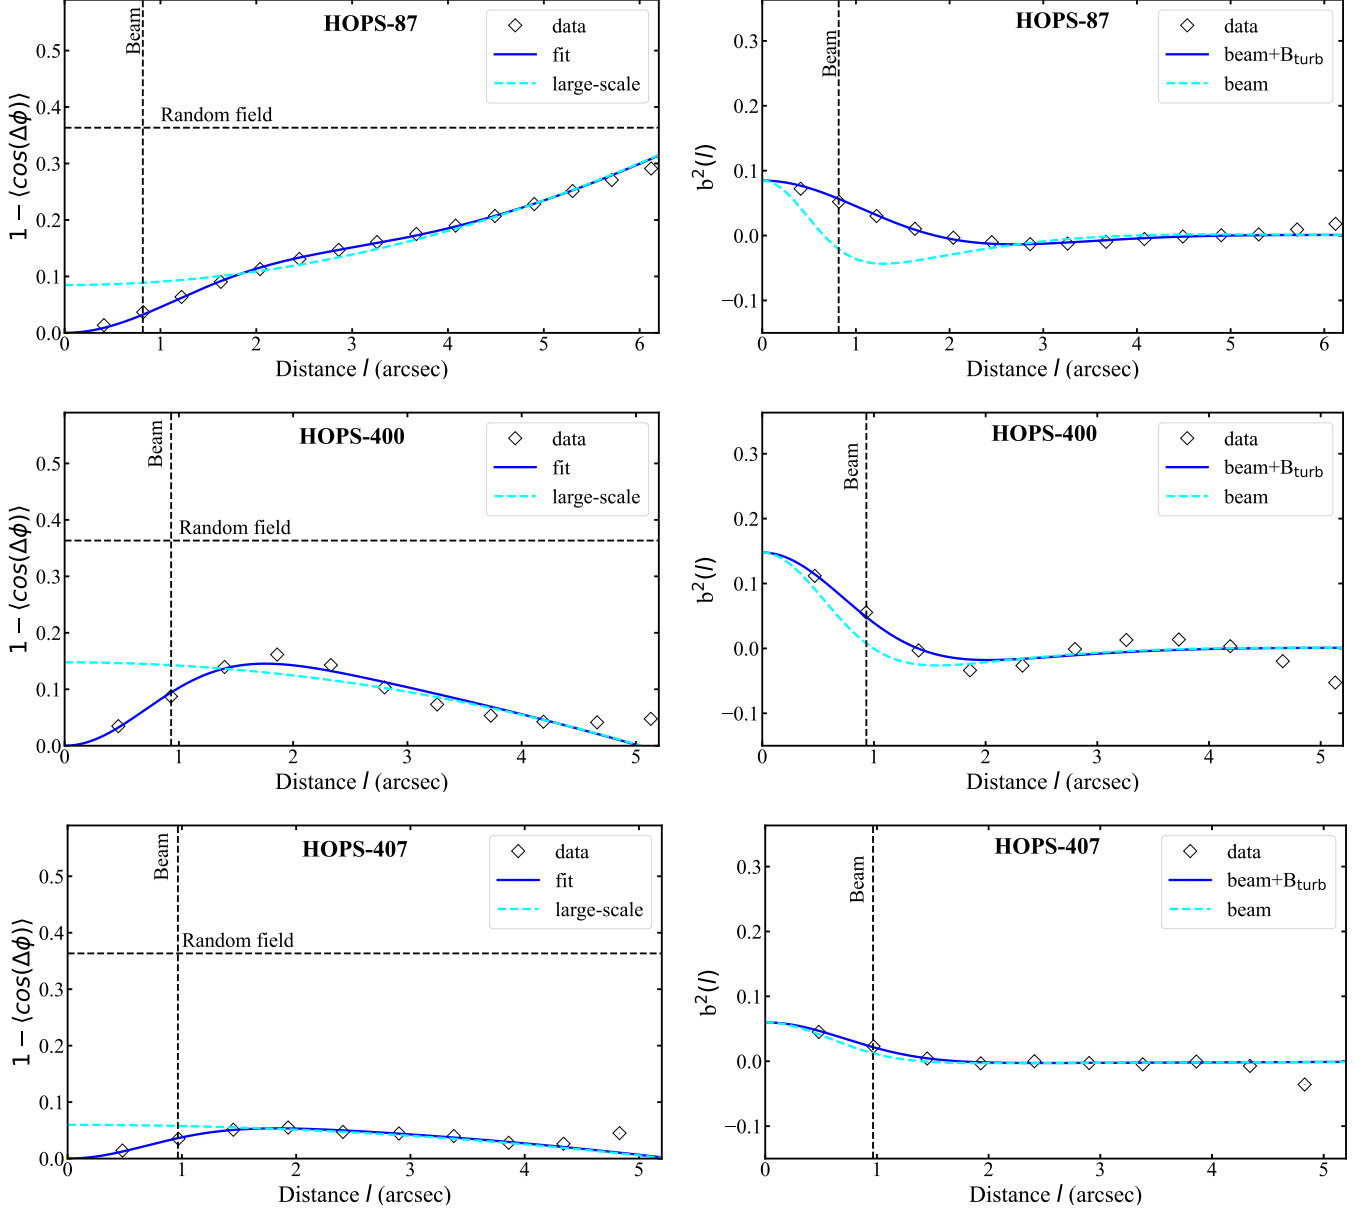 HOPS-87
Beam
Random field
data
fit
large-scale
1 − ⟨cos(Δϕ)⟩
0.5
0.4
0.3
0.2
0.1
0.0
0 1 2 3 4 5 6
Distance l (arcsec)
HOPS-87
Beam
data
beam+B_turb
beam
b²(l)
0.3
0.2
0.1
0.0
−0.1
0 1 2 3 4 5 6
Distance l (arcsec)
HOPS-400
Beam
Random field
data
fit
large-scale
1 − ⟨cos(Δϕ)⟩
0.5
0.4
0.3
0.2
0.1
0.0
0 1 2 3 4 5
Distance l (arcsec)
HOPS-400
Beam
data
beam+B_turb
beam
b²(l)
0.3
0.2
0.1
0.0
−0.1
0 1 2 3 4 5
Distance l (arcsec)
HOPS-407
Beam
Random field
data
fit
large-scale
1 − ⟨cos(Δϕ)⟩
0.5
0.4
0.3
0.2
0.1
0.0
0 1 2 3 4 5
Distance l (arcsec)
HOPS-407
Beam
data
beam+B_turb
beam
b²(l)
0.3
0.2
0.1
0.0
−0.1
0 1 2 3 4 5
Distance l (arcsec)